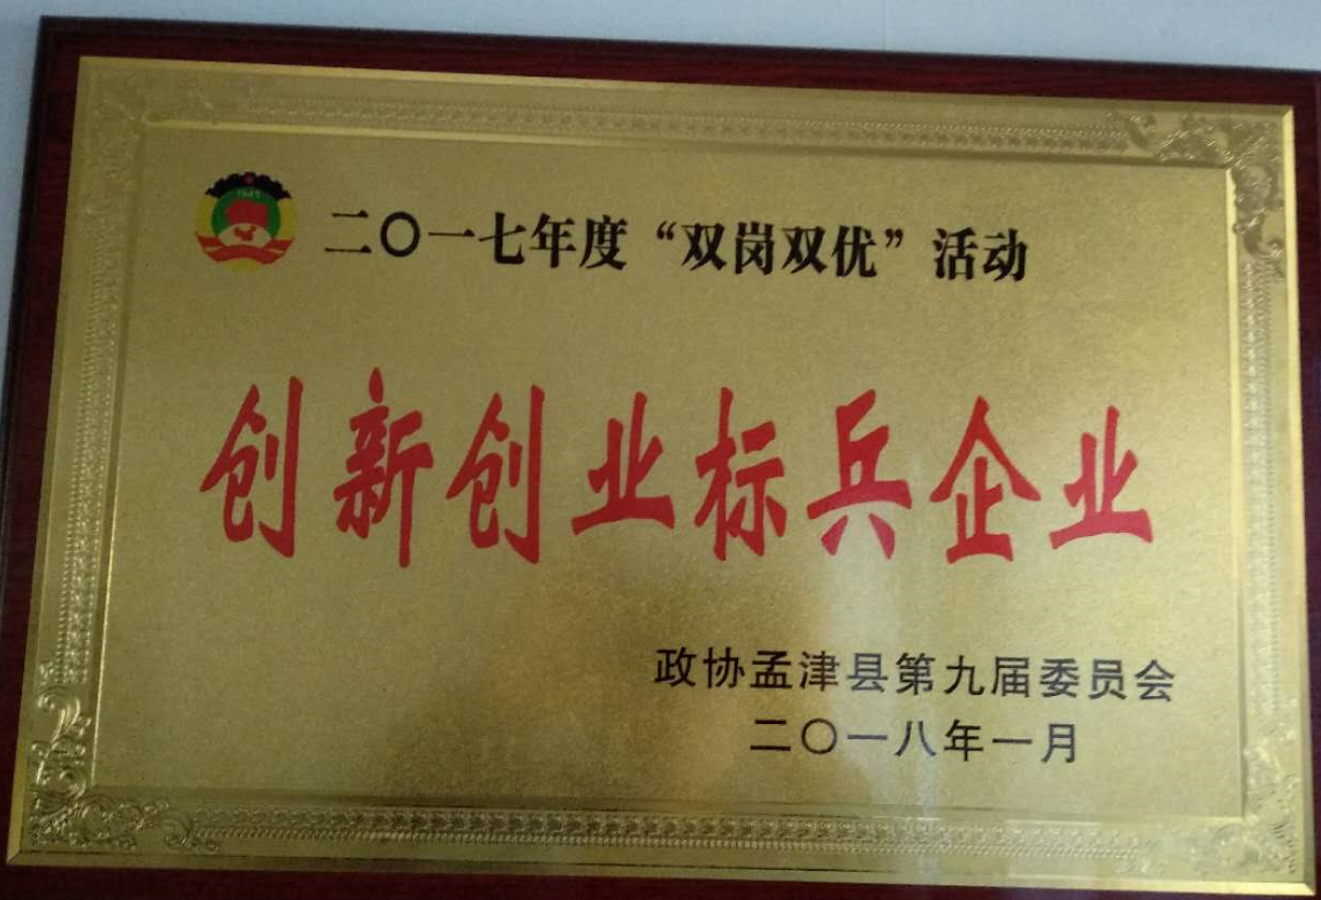 二〇一七年度“双岗双优”活动
创新创业标兵企业
政协孟津县第九届委员会
二〇一八年一月